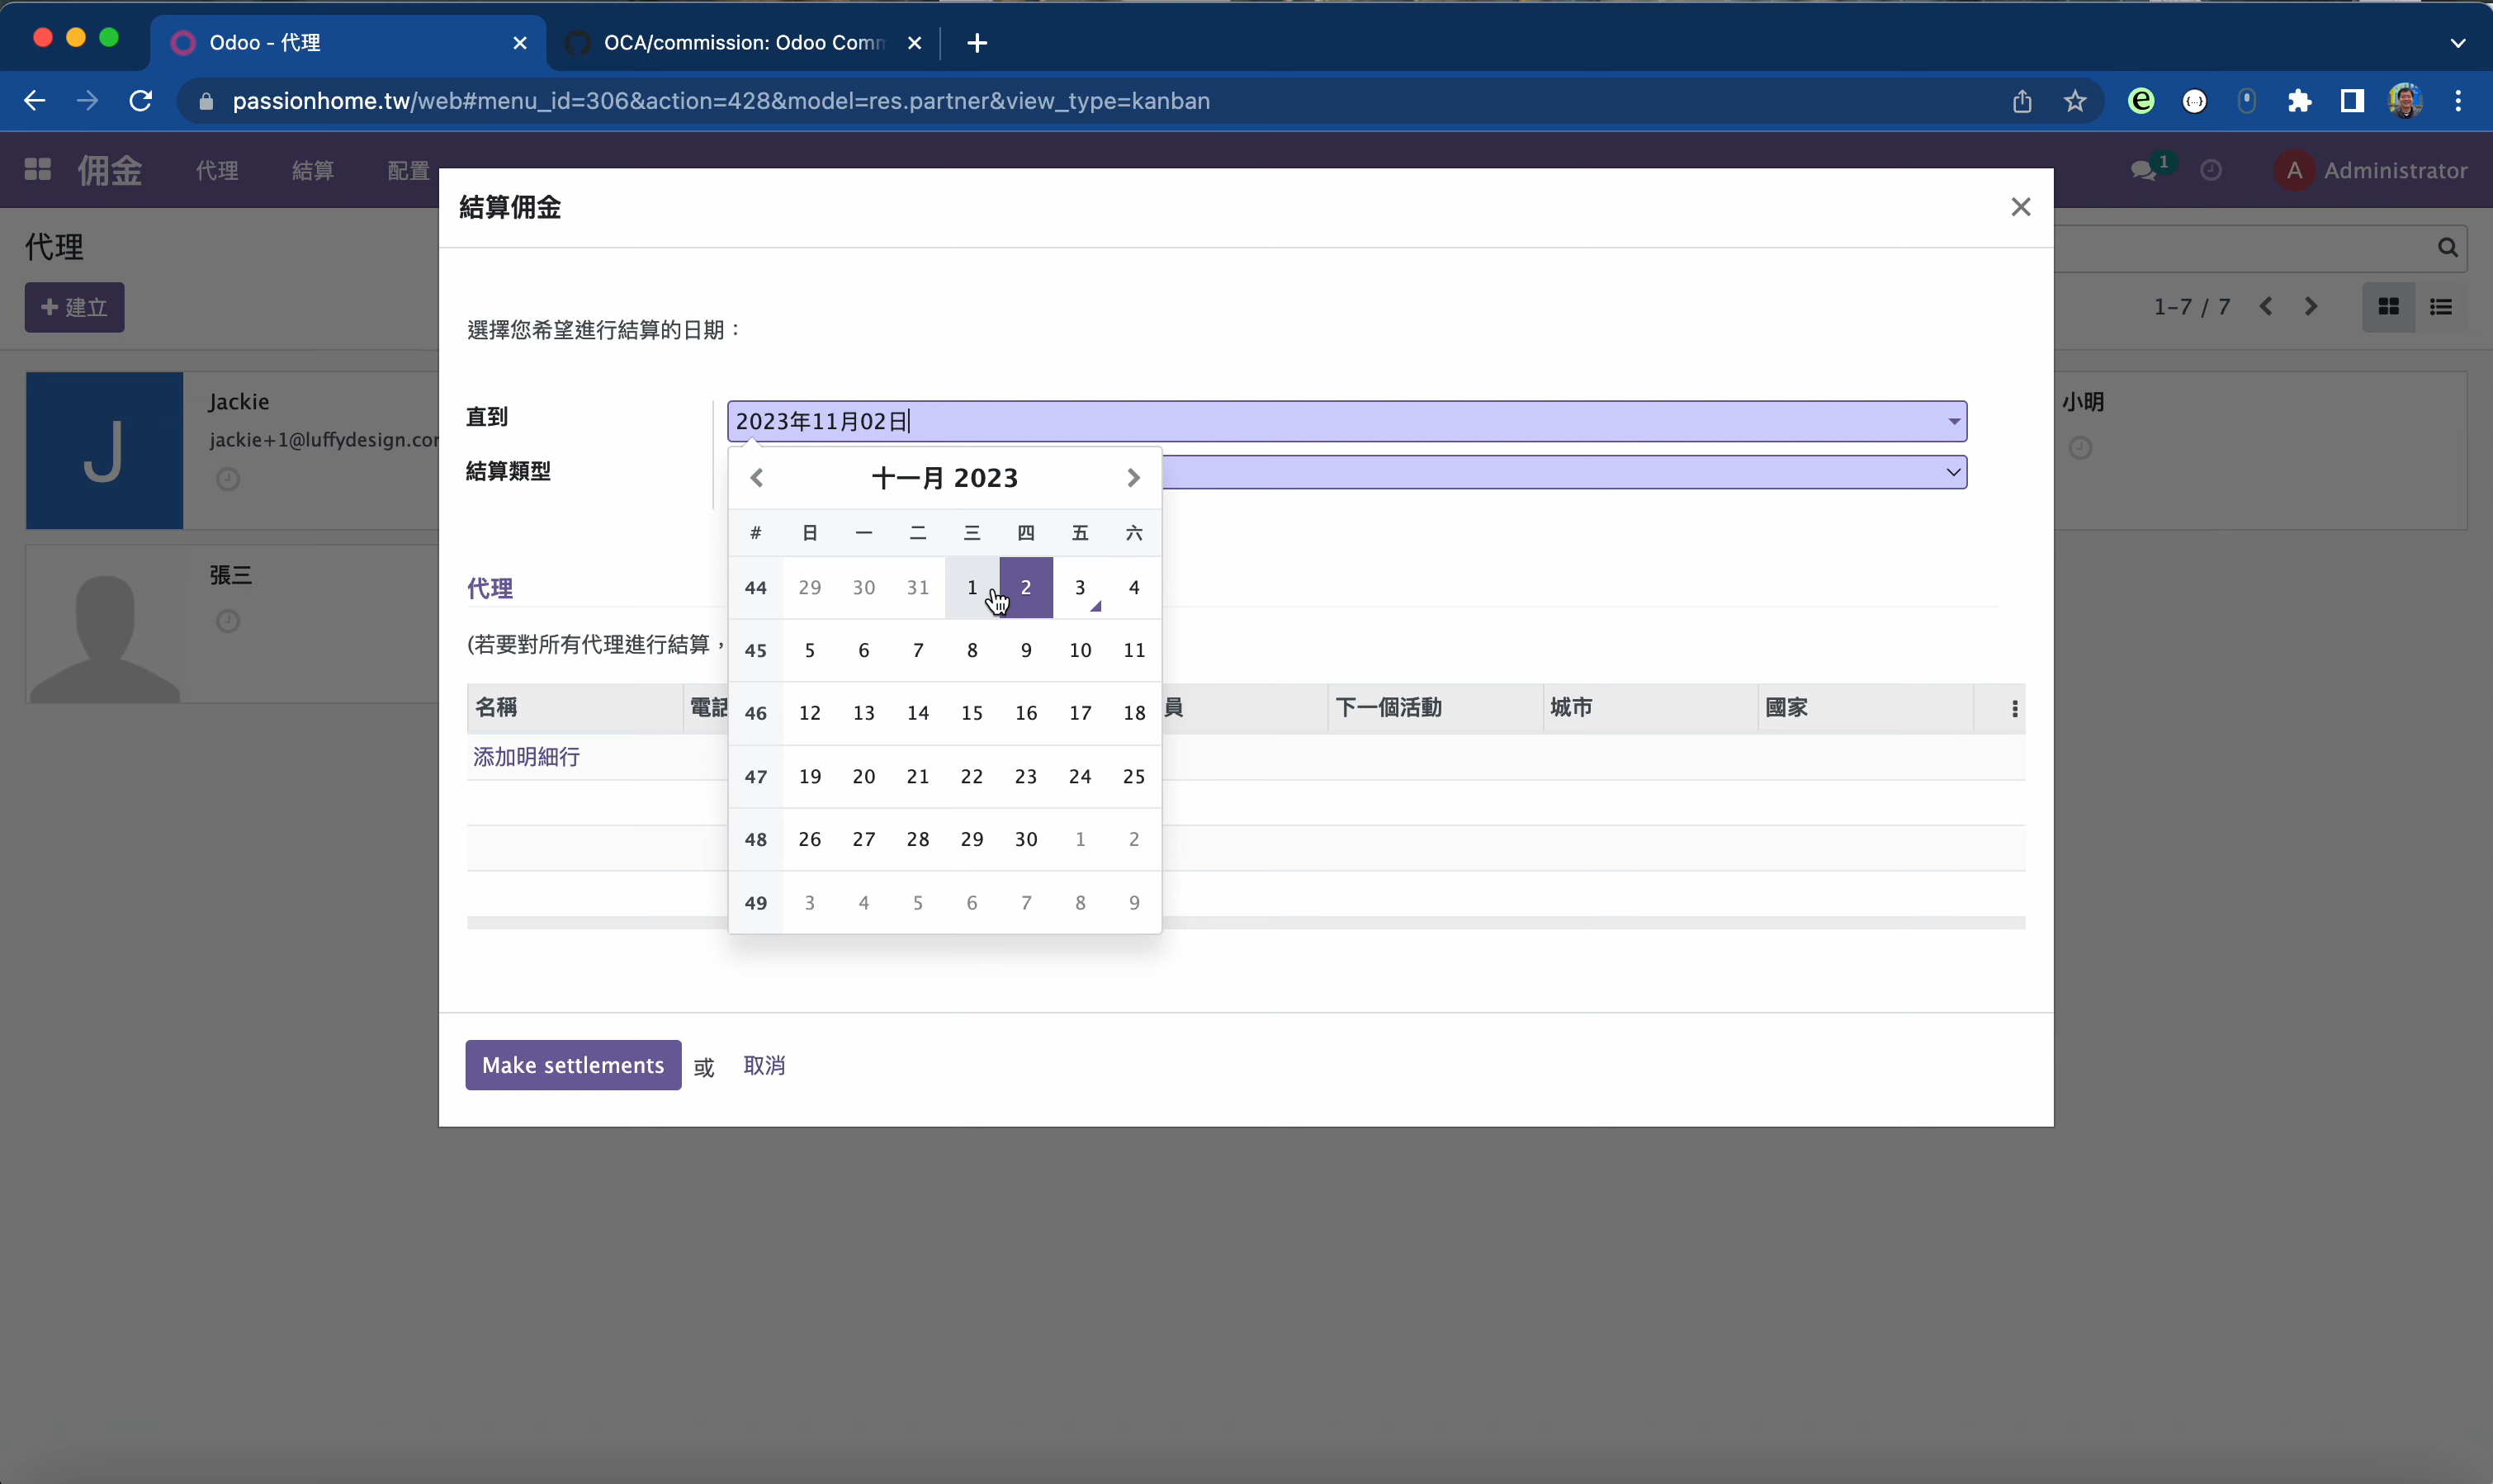 Odoo - 代理
OCA/commission: Odoo Comm
passionhome.tw/web#menu_id=306&action=428&model=res.partner&view_type=kanban
佣金 代理 結算 配置
1
A Administrator
代理
建立
1-7 / 7
J
Jackie
jackie+1@luffydesign.cor
張三
小明
結算佣金
選擇您希望進行結算的日期：
直到 2023年11月02日
結算類型
十一月 2023
# 日 一 二 三 四 五 六
44 29 30 31 1 2 3 4
45 5 6 7 8 9 10 11
46 12 13 14 15 16 17 18
47 19 20 21 22 23 24 25
48 26 27 28 29 30 1 2
49 3 4 5 6 7 8 9
代理
(若要對所有代理進行結算，
名稱 電話 員 下一個活動 城市 國家
添加明細行
Make settlements 或 取消